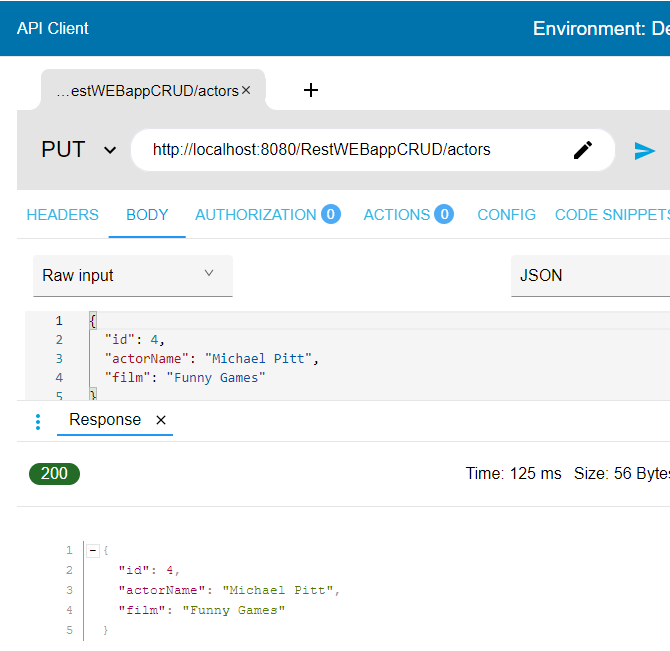 API Client
Environment: De
...estWEBappCRUD/actors × +
PUT http://localhost:8080/RestWEBappCRUD/actors
HEADERS BODY AUTHORIZATION 0 ACTIONS 0 CONFIG CODE SNIPPETS
Raw input JSON
1 {
2 "id": 4,
3 "actorName": "Michael Pitt",
4 "film": "Funny Games"
5 }
Response ×
200 Time: 125 ms Size: 56 Bytes
1 {
2 "id": 4,
3 "actorName": "Michael Pitt",
4 "film": "Funny Games"
5 }